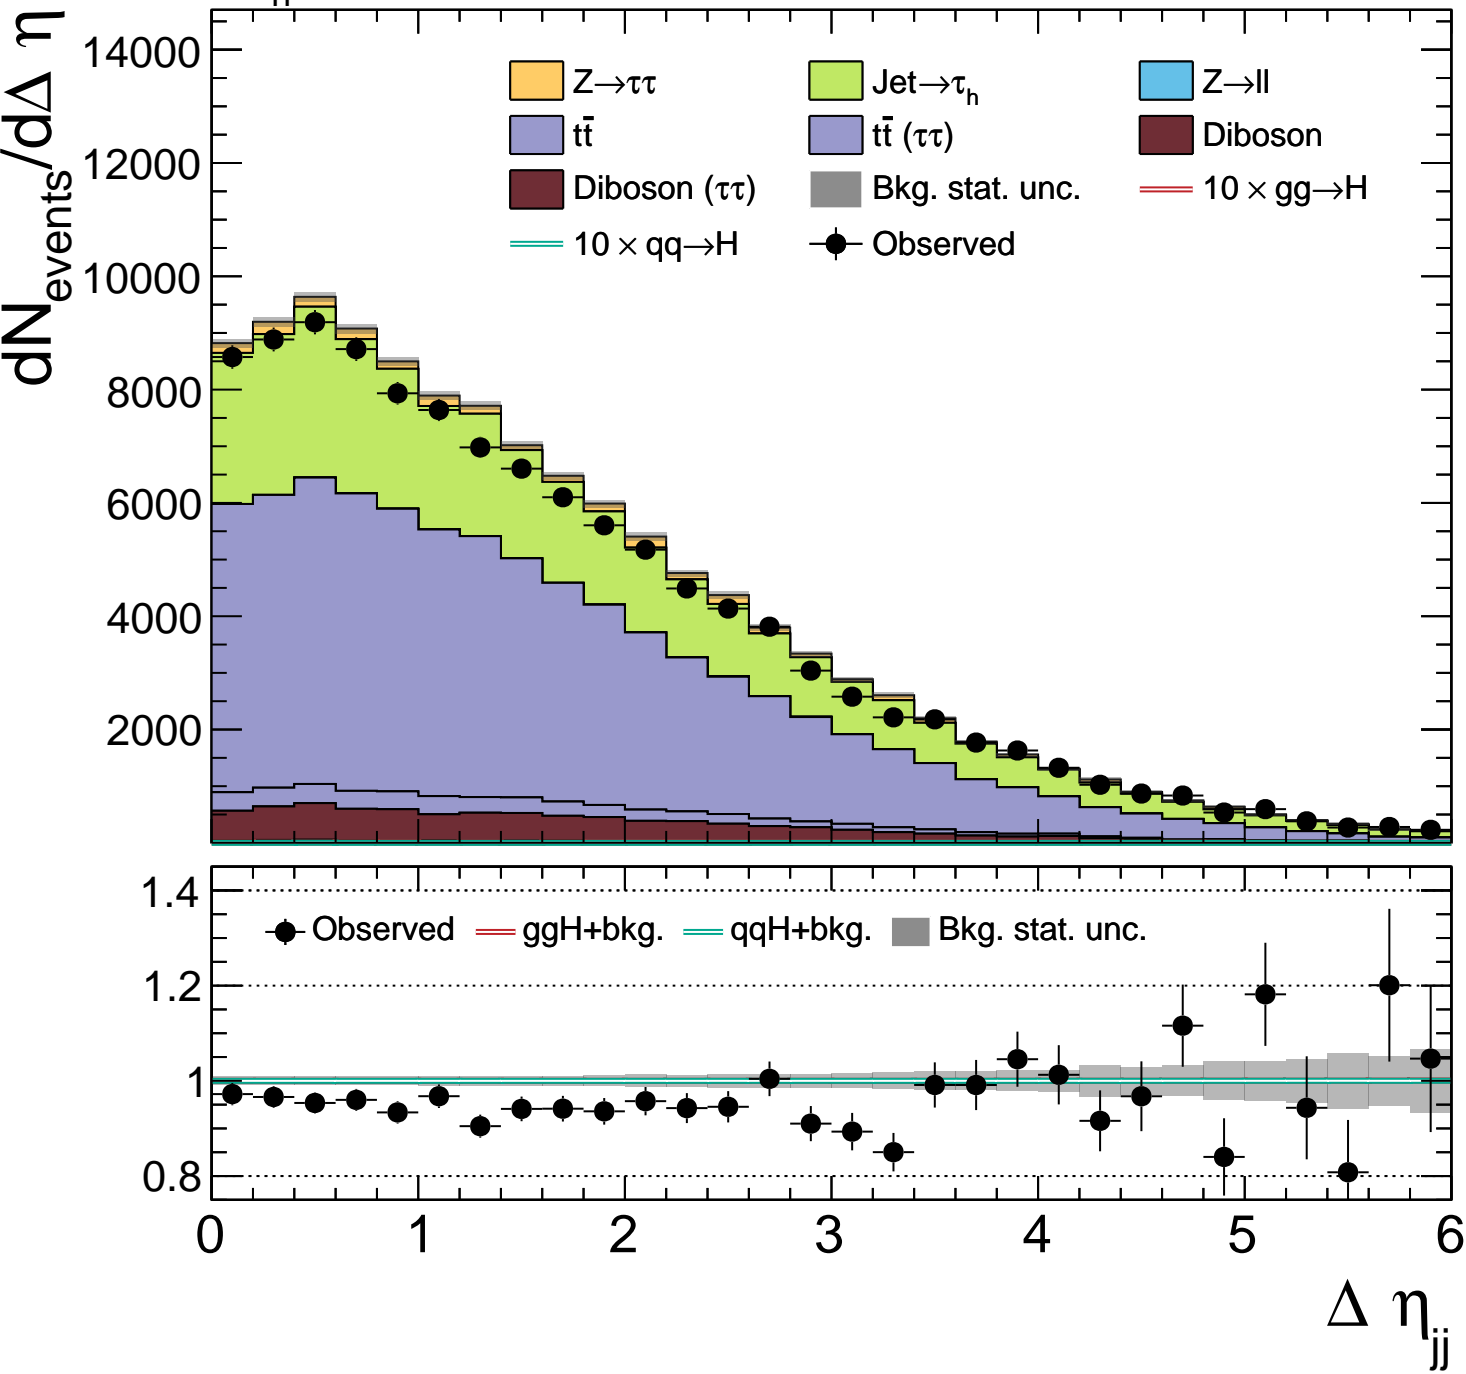 dN_events/dΔ η
14000
12000
10000
8000
6000
4000
2000
Z→ττ Jet→τ_h Z→ll
tt̄ tt̄ (ττ) Diboson
Diboson (ττ) Bkg. stat. unc. 10 × gg→H
10 × qq→H Observed
1.4
1.2
1
0.8
Observed ggH+bkg. qqH+bkg. Bkg. stat. unc.
0 1 2 3 4 5 6
Δ η_jj